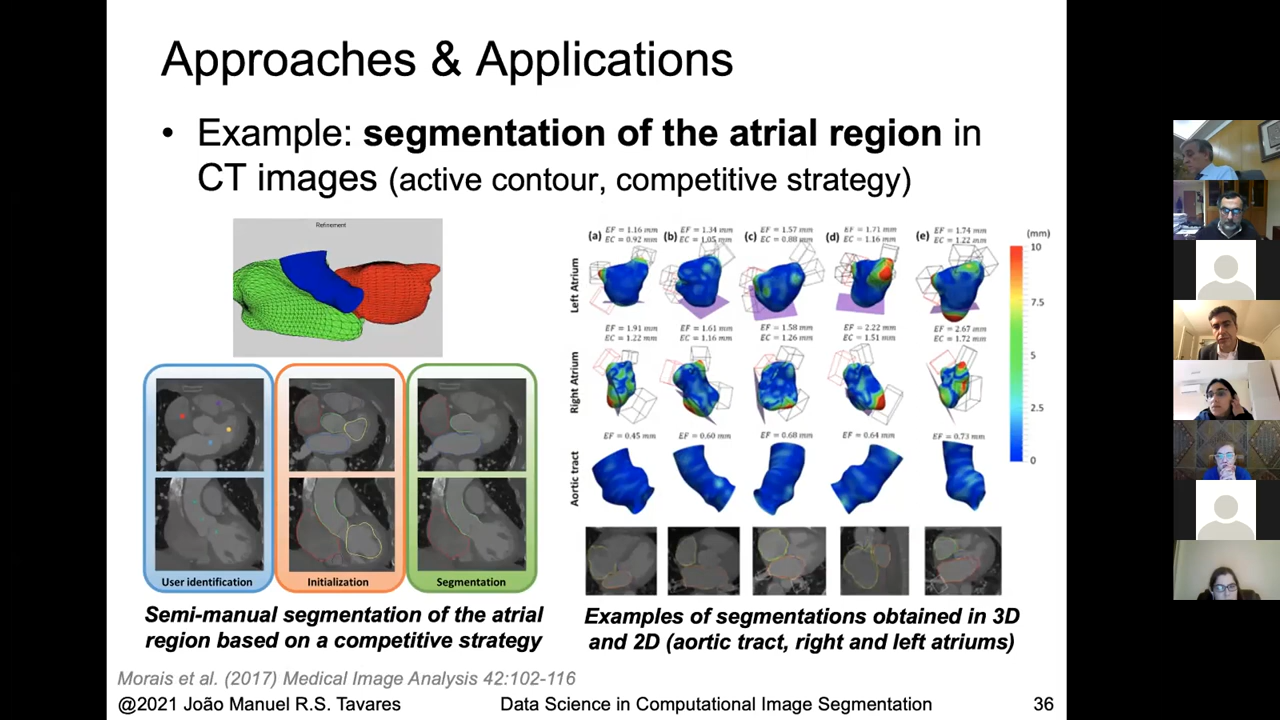 Approaches & Applications
• Example: segmentation of the atrial region in
CT images (active contour, competitive strategy)
Refinement
User identification
Initialization
Segmentation
Semi-manual segmentation of the atrial
region based on a competitive strategy
(a) EF = 1.16 mm
EC = 0.92 mm
(b) EF = 1.34 mm
EC = 1.05 mm
(c) EF = 1.57 mm
EC = 0.88 mm
(d) EF = 1.71 mm
EC = 1.16 mm
(e) EF = 1.74 mm
EC = 1.22 mm
Left Atrium
EF = 1.91 mm
EC = 1.22 mm
EF = 1.61 mm
EC = 1.16 mm
EF = 1.58 mm
EC = 1.26 mm
EF = 2.22 mm
EC = 1.51 mm
EF = 2.67 mm
EC = 1.72 mm
Right Atrium
EF = 0.45 mm
EF = 0.60 mm
EF = 0.68 mm
EF = 0.64 mm
EF = 0.73 mm
Aortic tract
(mm)
10
7.5
5
2.5
0
Examples of segmentations obtained in 3D
and 2D (aortic tract, right and left atriums)
Morais et al. (2017) Medical Image Analysis 42:102-116
@2021 João Manuel R.S. Tavares
Data Science in Computational Image Segmentation
36